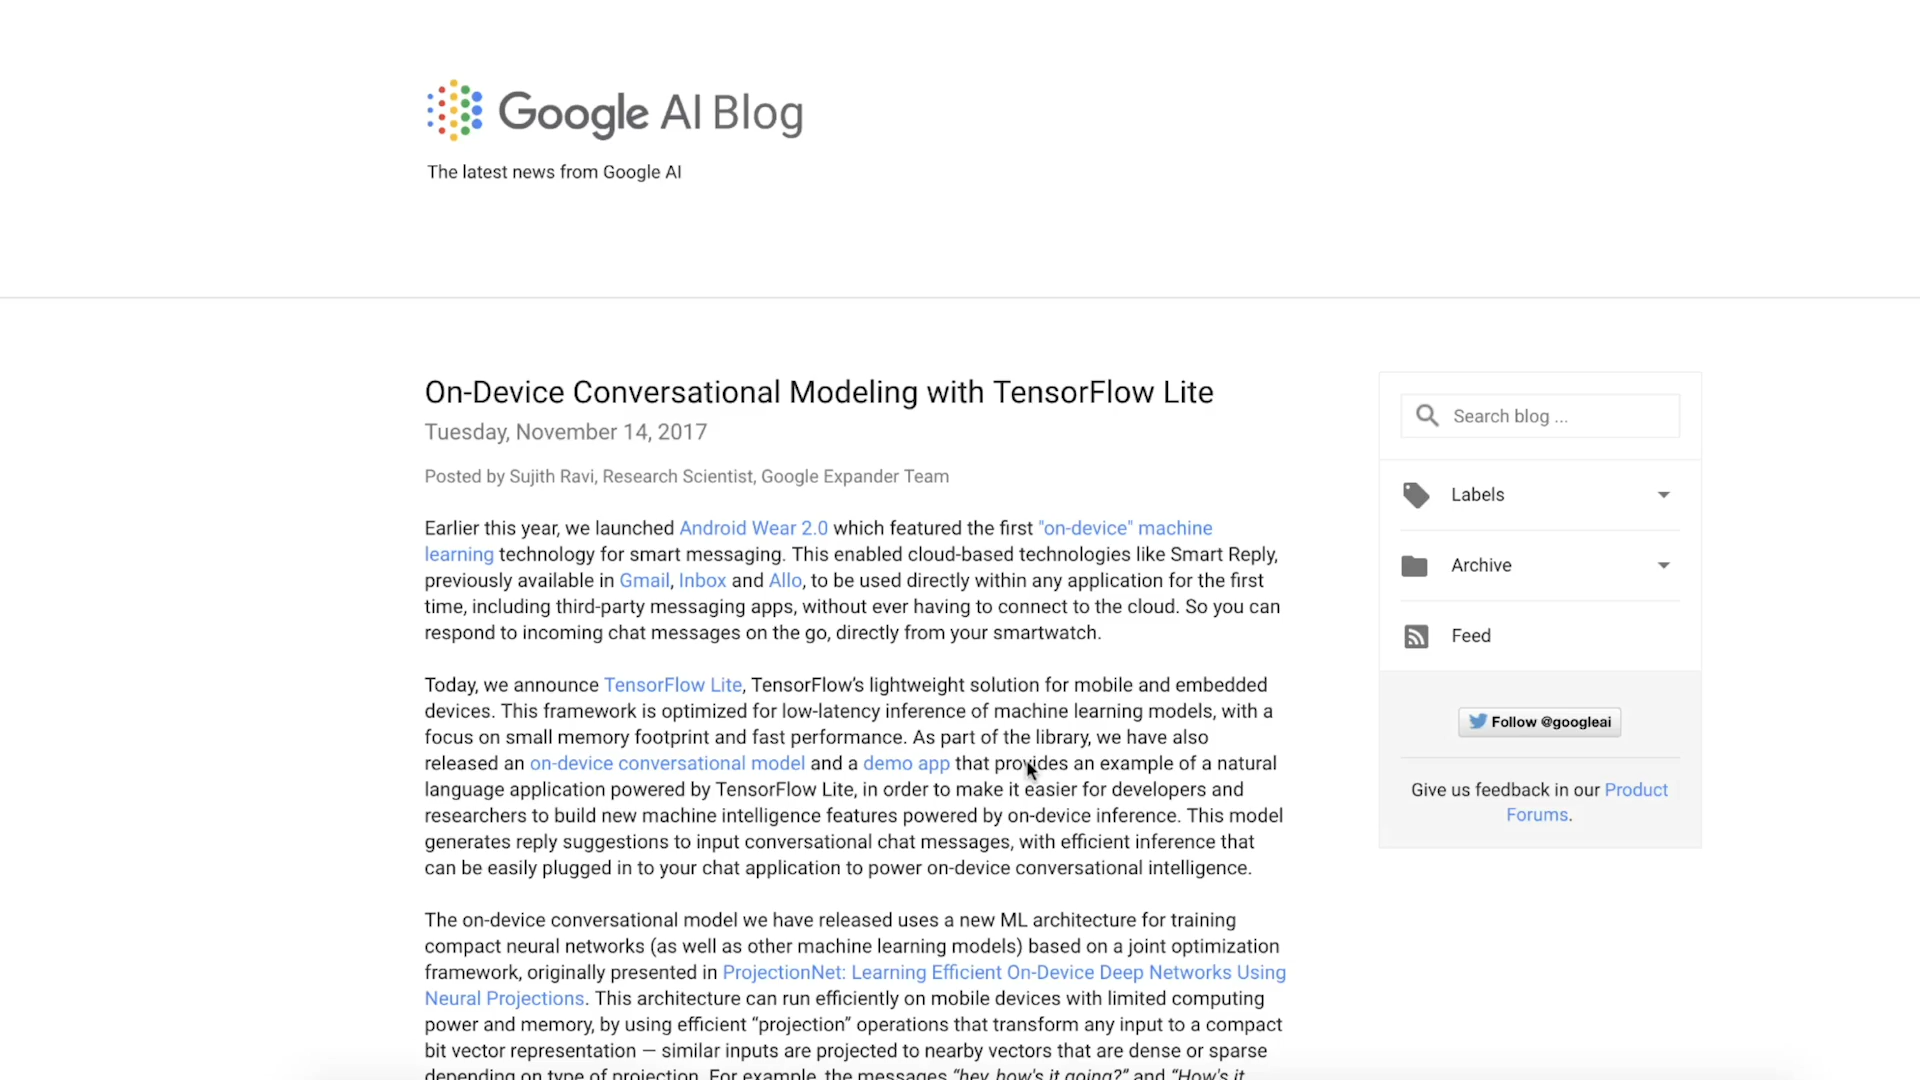 Google AI Blog
The latest news from Google AI
On-Device Conversational Modeling with TensorFlow Lite
Tuesday, November 14, 2017
Posted by Sujith Ravi, Research Scientist, Google Expander Team
Earlier this year, we launched Android Wear 2.0 which featured the first "on-device" machine
learning technology for smart messaging. This enabled cloud-based technologies like Smart Reply,
previously available in Gmail, Inbox and Allo, to be used directly within any application for the first
time, including third-party messaging apps, without ever having to connect to the cloud. So you can
respond to incoming chat messages on the go, directly from your smartwatch.
Today, we announce TensorFlow Lite, TensorFlow’s lightweight solution for mobile and embedded
devices. This framework is optimized for low-latency inference of machine learning models, with a
focus on small memory footprint and fast performance. As part of the library, we have also
released an on-device conversational model and a demo app that provides an example of a natural
language application powered by TensorFlow Lite, in order to make it easier for developers and
researchers to build new machine intelligence features powered by on-device inference. This model
generates reply suggestions to input conversational chat messages, with efficient inference that
can be easily plugged in to your chat application to power on-device conversational intelligence.
The on-device conversational model we have released uses a new ML architecture for training
compact neural networks (as well as other machine learning models) based on a joint optimization
framework, originally presented in ProjectionNet: Learning Efficient On-Device Deep Networks Using
Neural Projections. This architecture can run efficiently on mobile devices with limited computing
power and memory, by using efficient “projection” operations that transform any input to a compact
bit vector representation — similar inputs are projected to nearby vectors that are dense or sparse
depending on type of projection. For example, the messages “hey, how's it going?” and “How's it
Search blog ...
Labels
Archive
Feed
Follow @googleai
Give us feedback in our Product
Forums.